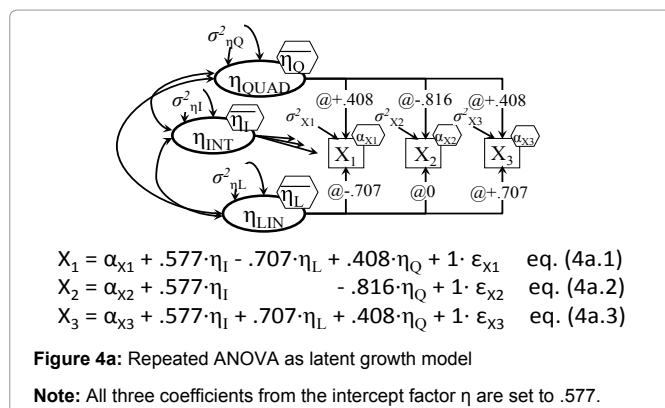 σ²ηQ
η̅Q
ηQUAD
@+.408 @-.816 @+.408
σ²ηI
η̅I
ηINT
σ²X1 αX1 σ²X2 αX2 σ²X3 αX3
X₁ X₂ X₃
σ²ηL
η̅L
ηLIN
@-.707 @0 @+.707
X₁ = αX1 + .577·ηI - .707·ηL + .408·ηQ + 1· εX1 eq. (4a.1)
X₂ = αX2 + .577·ηI - .816·ηQ + 1· εX2 eq. (4a.2)
X₃ = αX3 + .577·ηI + .707·ηL + .408·ηQ + 1· εX3 eq. (4a.3)
Figure 4a: Repeated ANOVA as latent growth model
Note: All three coefficients from the intercept factor η are set to .577.